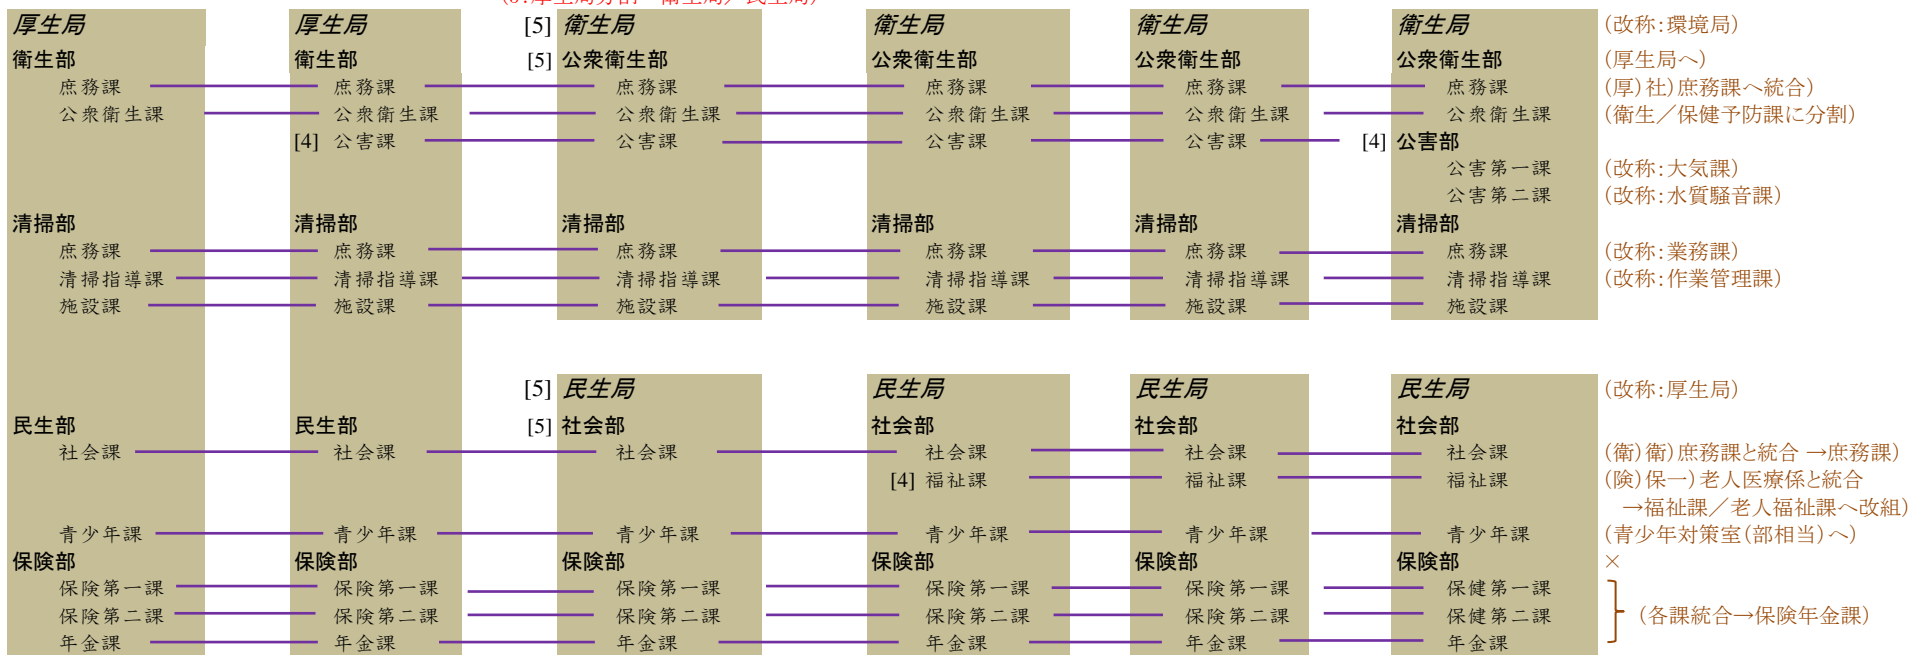 (5:厚生局分割→衛生局/民生局)
厚生局 厚生局 [5] 衛生局 衛生局 衛生局 衛生局 (改称:環境局)
衛生部 衛生部 [5] 公衆衛生部 公衆衛生部 公衆衛生部 公衆衛生部 (厚生局へ)
庶務課 庶務課 庶務課 庶務課 庶務課 庶務課 (厚)社)庶務課へ統合)
公衆衛生課 公衆衛生課 公衆衛生課 公衆衛生課 公衆衛生課 公衆衛生課 (衛生/保健予防課に分割)
[4] 公害課 公害課 公害課 公害課 [4] 公害部
公害第一課 (改称:大気課)
公害第二課 (改称:水質騒音課)
清掃部 清掃部 清掃部 清掃部 清掃部 清掃部
庶務課 庶務課 庶務課 庶務課 庶務課 庶務課 (改称:業務課)
清掃指導課 清掃指導課 清掃指導課 清掃指導課 清掃指導課 清掃指導課 (改称:作業管理課)
施設課 施設課 施設課 施設課 施設課 施設課
[5] 民生局 民生局 民生局 民生局 (改称:厚生局)
民生部 民生部 [5] 社会部 社会部 社会部 社会部
社会課 社会課 社会課 社会課 社会課 社会課 (衛)衛)庶務課と統合 →庶務課)
[4] 福祉課 福祉課 福祉課 (険)保一)老人医療係と統合
→福祉課/老人福祉課へ改組)
青少年課 青少年課 青少年課 青少年課 青少年課 青少年課 (青少年対策室(部相当)へ)
保険部 保険部 保険部 保険部 保険部 保険部 ×
保険第一課 保険第一課 保険第一課 保険第一課 保険第一課 保健第一課
保険第二課 保険第二課 保険第二課 保険第二課 保険第二課 保健第二課 (各課統合→保険年金課)
年金課 年金課 年金課 年金課 年金課 年金課